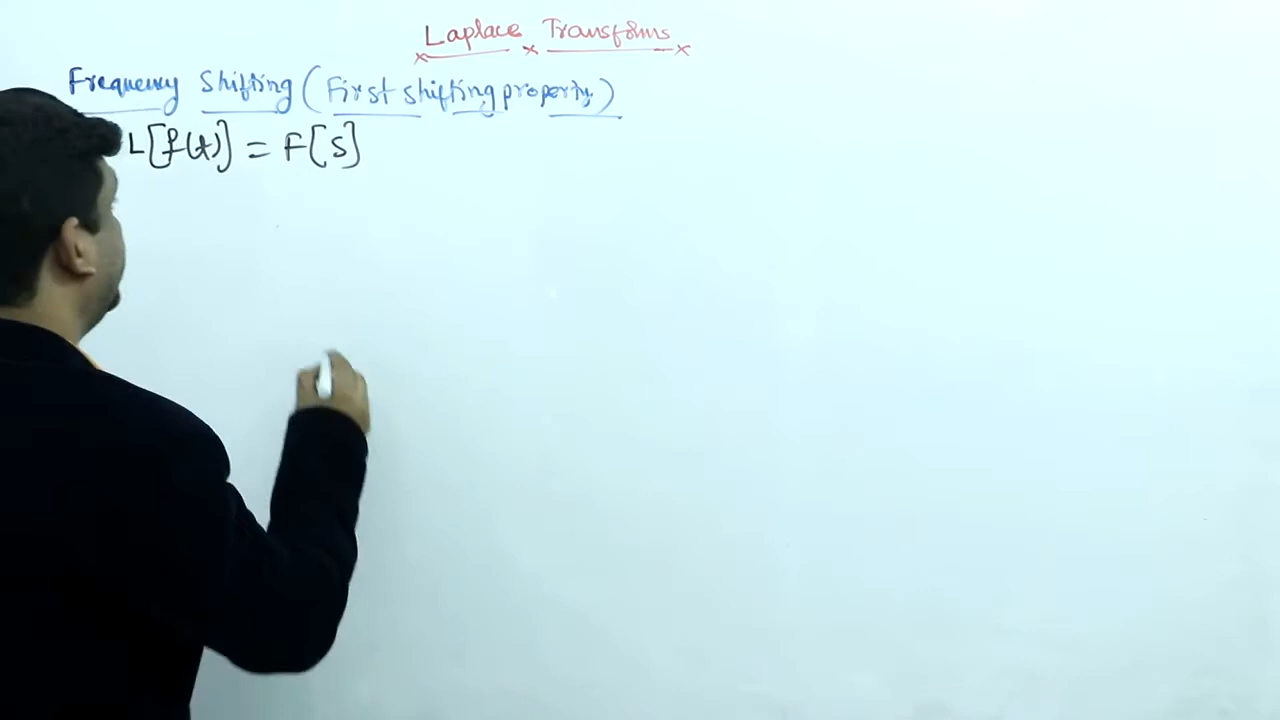 Laplace Transforms
Frequency Shifting (First shifting property)
L[f(t)] = F[S]